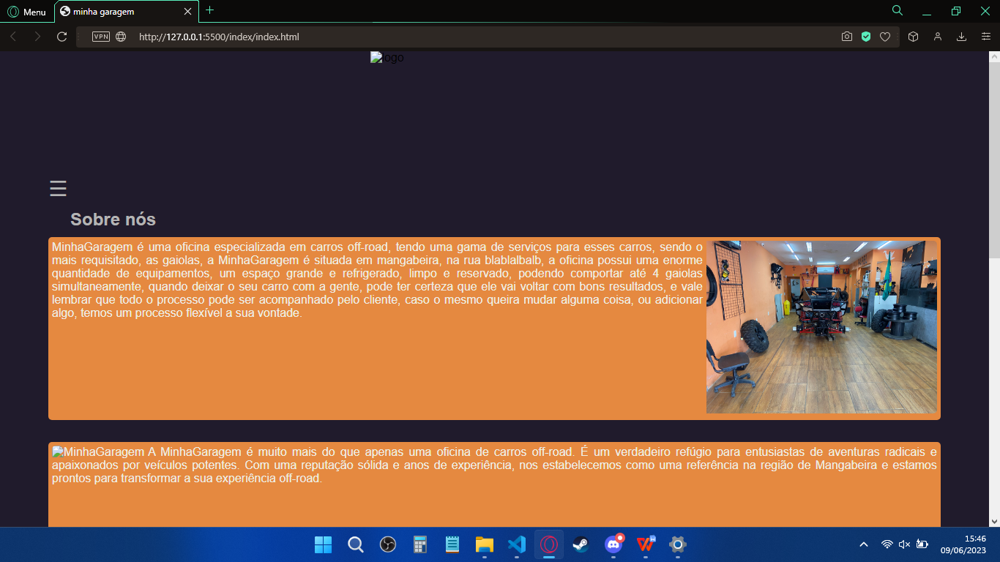 Menu
minha garagem
VPN
http://127.0.0.1:5500/index/index.html
logo
Sobre nós
MinhaGaragem é uma oficina especializada em carros off-road, tendo uma gama de serviços para esses carros, sendo o
mais requisitado, as gaiolas, a MinhaGaragem é situada em mangabeira, na rua blablalbalb, a oficina possui uma enorme
quantidade de equipamentos, um espaço grande e refrigerado, limpo e reservado, podendo comportar até 4 gaiolas
simultaneamente, quando deixar o seu carro com a gente, pode ter certeza que ele vai voltar com bons resultados, e vale
lembrar que todo o processo pode ser acompanhado pelo cliente, caso o mesmo queira mudar alguma coisa, ou adicionar
algo, temos um processo flexível a sua vontade.
MinhaGaragem A MinhaGaragem é muito mais do que apenas uma oficina de carros off-road. É um verdadeiro refúgio para entusiastas de aventuras radicais e
apaixonados por veículos potentes. Com uma reputação sólida e anos de experiência, nos estabelecemos como uma referência na região de Mangabeira e estamos
prontos para transformar a sua experiência off-road.
15:46
09/06/2023